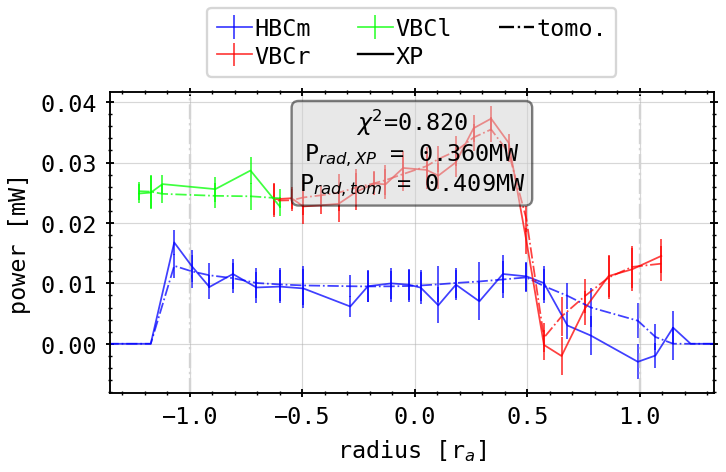 HBCm VBCl tomo.
VBCr XP
χ²=0.820
P_rad,XP = 0.360MW
P_rad,tom = 0.409MW
power [mW]
0.04
0.03
0.02
0.01
0.00
−1.0 −0.5 0.0 0.5 1.0
radius [r_a]